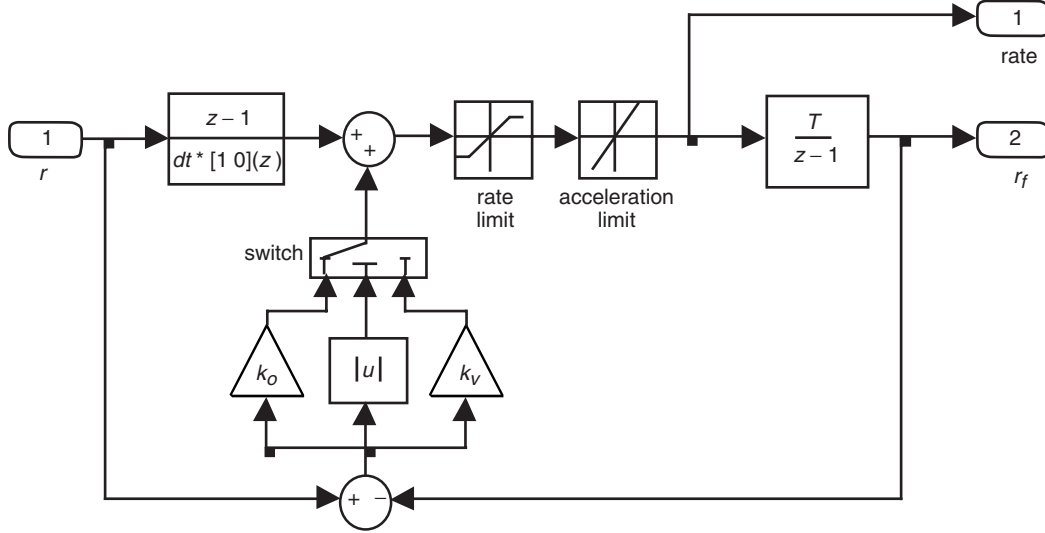 1
rate
1
r
z – 1
dt * [1 0](z)
+
+
rate
limit
acceleration
limit
T
z – 1
2
r_f
switch
k_o
|u|
k_v
+ –